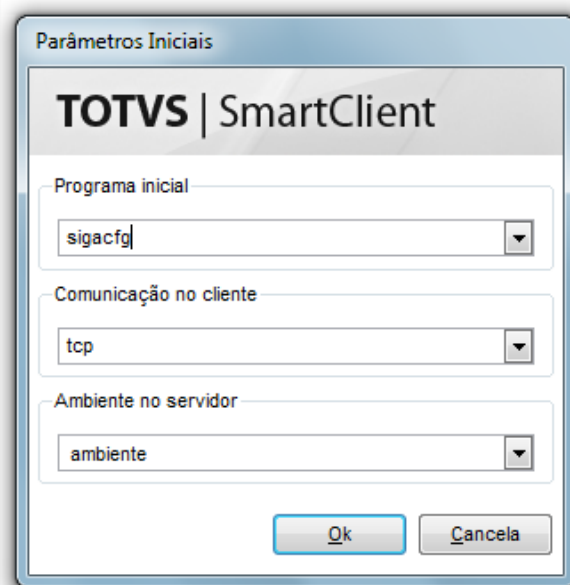 Parâmetros Iniciais
TOTVS | SmartClient
Programa inicial
sigacfg
Comunicação no cliente
tcp
Ambiente no servidor
ambiente
Ok Cancela